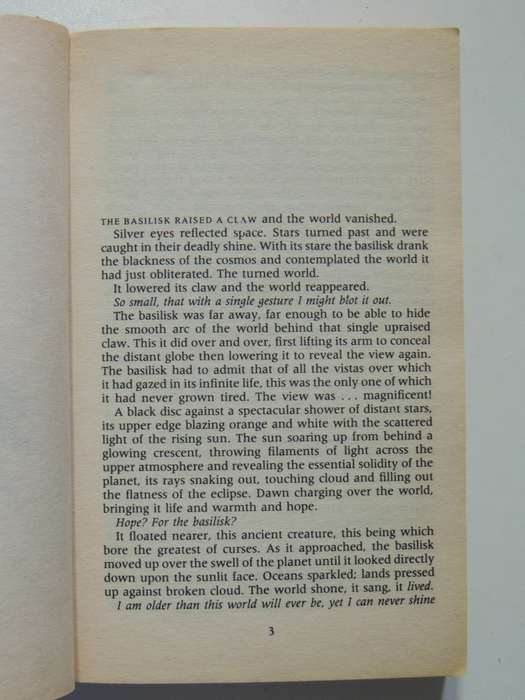 THE BASILISK RAISED A CLAW and the world vanished.
Silver eyes reflected space. Stars turned past and were
caught in their deadly shine. With its stare the basilisk drank
the blackness of the cosmos and contemplated the world it
had just obliterated. The turned world.
It lowered its claw and the world reappeared.
So small, that with a single gesture I might blot it out.
The basilisk was far away, far enough to be able to hide
the smooth arc of the world behind that single upraised
claw. This it did over and over, first lifting its arm to conceal
the distant globe then lowering it to reveal the view again.
The basilisk had to admit that of all the vistas over which
it had gazed in its infinite life, this was the only one of which
it had never grown tired. The view was ... magnificent!
A black disc against a spectacular shower of distant stars,
its upper edge blazing orange and white with the scattered
light of the rising sun. The sun soaring up from behind a
glowing crescent, throwing filaments of light across the
upper atmosphere and revealing the essential solidity of the
planet, its rays snaking out, touching cloud and filling out
the flatness of the eclipse. Dawn charging over the world,
bringing it life and warmth and hope.
Hope? For the basilisk?
It floated nearer, this ancient creature, this being which
bore the greatest of curses. As it approached, the basilisk
moved up over the swell of the planet until it looked directly
down upon the sunlit face. Oceans sparkled; lands pressed
up against broken cloud. The world shone, it sang, it lived.
I am older than this world will ever be, yet I can never shine
3